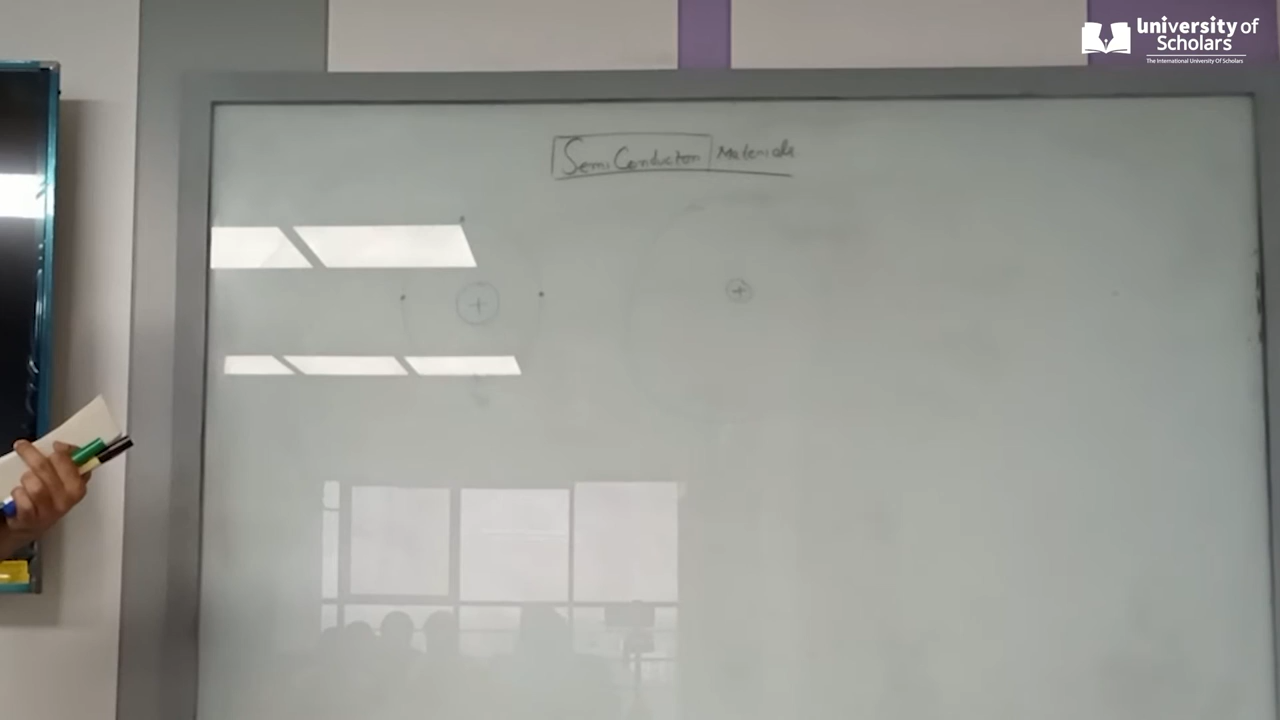 University of
Scholars
The International University Of Scholars
Semi Conductor Materials
+
+